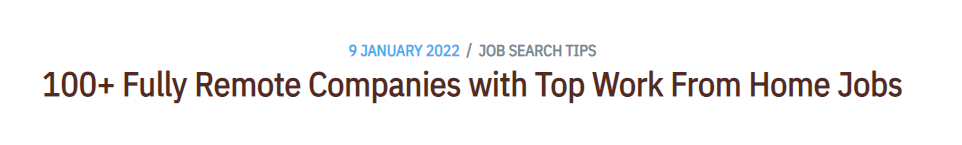 9 JANUARY 2022 / JOB SEARCH TIPS
100+ Fully Remote Companies with Top Work From Home Jobs